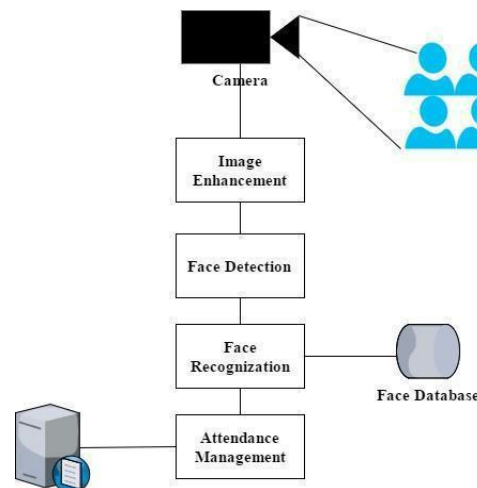 Camera
Image
Enhancement
Face Detection
Face
Recognization
Face Database
Attendance
Management